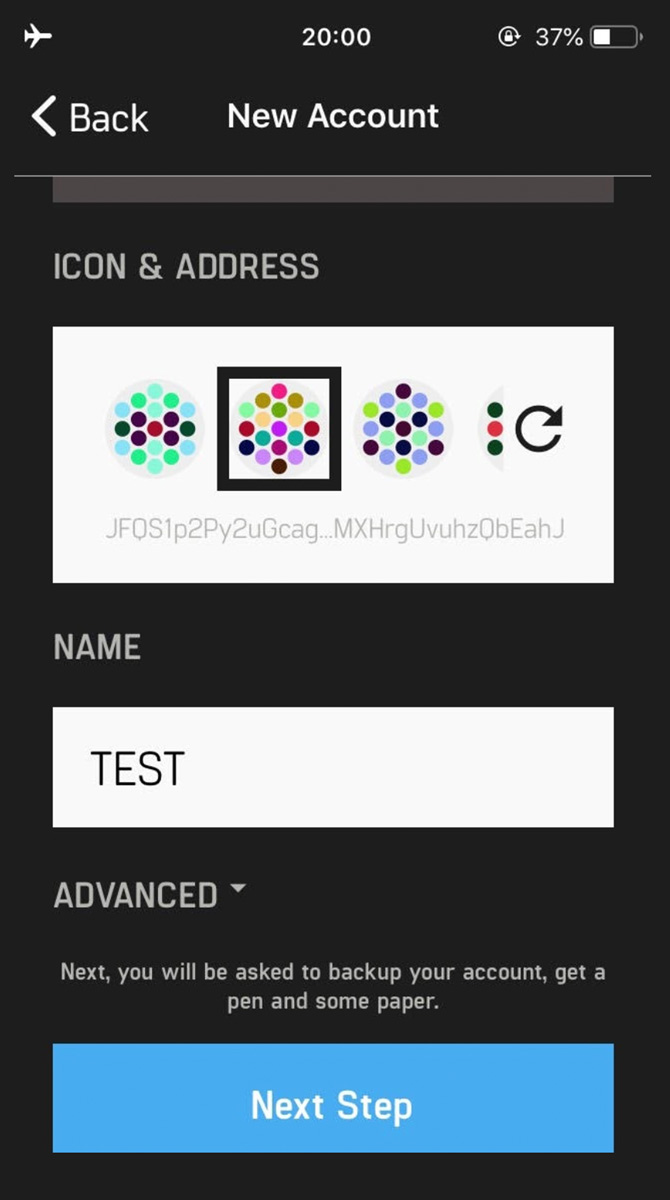 20:00
37%
Back
New Account
ICON & ADDRESS
JFQS1p2Py2uGcag...MXHrgUvuhzQbEahJ
NAME
TEST
ADVANCED
Next, you will be asked to backup your account, get a
pen and some paper.
Next Step